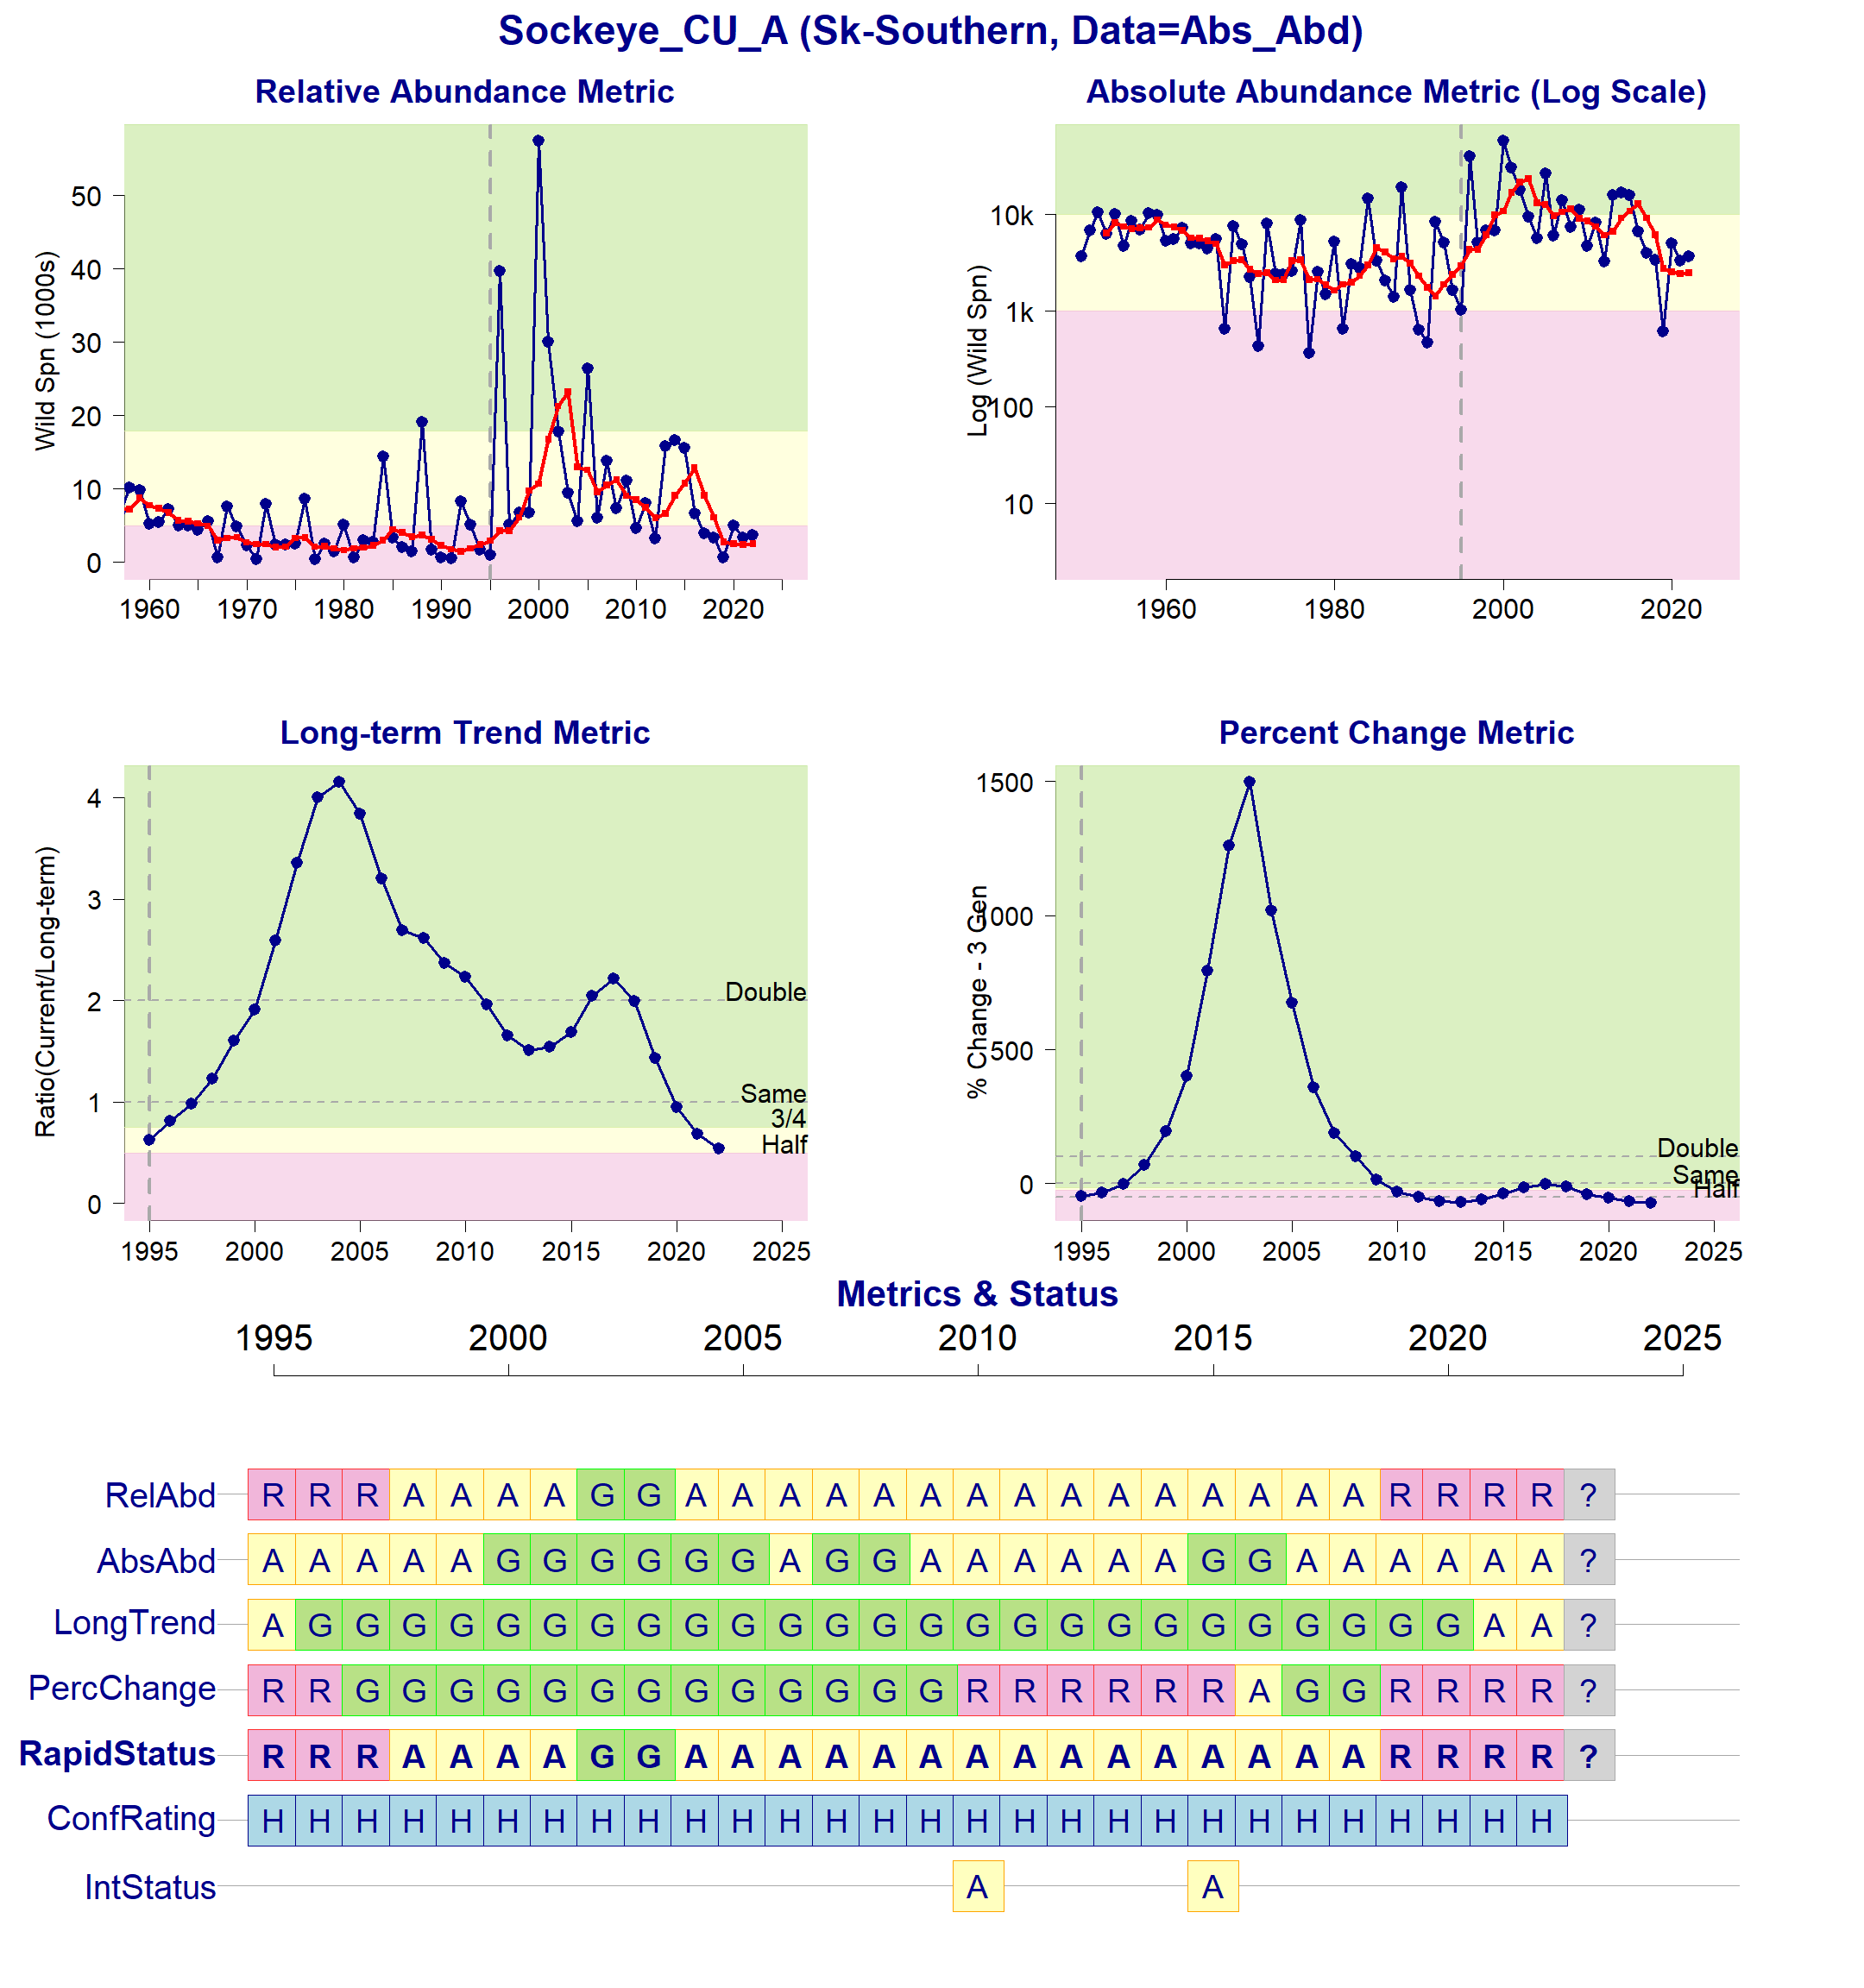 Sockeye_CU_A (Sk-Southern, Data=Abs_Abd)
Relative Abundance Metric
Wild Spn (1000s)
50
40
30
20
10
0
1960 1970 1980 1990 2000 2010 2020
Absolute Abundance Metric (Log Scale)
Log (Wild Spn)
10k
1k
100
10
1960 1980 2000 2020
Long-term Trend Metric
Ratio(Current/Long-term)
4
3
2
1
0
Double
Same
3/4
Half
1995 2000 2005 2010 2015 2020 2025
Percent Change Metric
% Change - 3 Gen
1500
1000
500
0
Double
Same
Half
1995 2000 2005 2010 2015 2020 2025
Metrics & Status
1995 2000 2005 2010 2015 2020 2025
RelAbd R R R A A A A G G A A A A A A A A A A A A A A A R R R R ?
AbsAbd A A A A A G G G G G G A G G A A A A A A G G A A A A A A ?
LongTrend A G G G G G G G G G G G G G G G G G G G G G G G G G A A ?
PercChange R R G G G G G G G G G G G G G R R R R R R A G G R R R R ?
RapidStatus R R R A A A A G G A A A A A A A A A A A A A A A R R R R ?
ConfRating H H H H H H H H H H H H H H H H H H H H H H H H H H H H
IntStatus A A